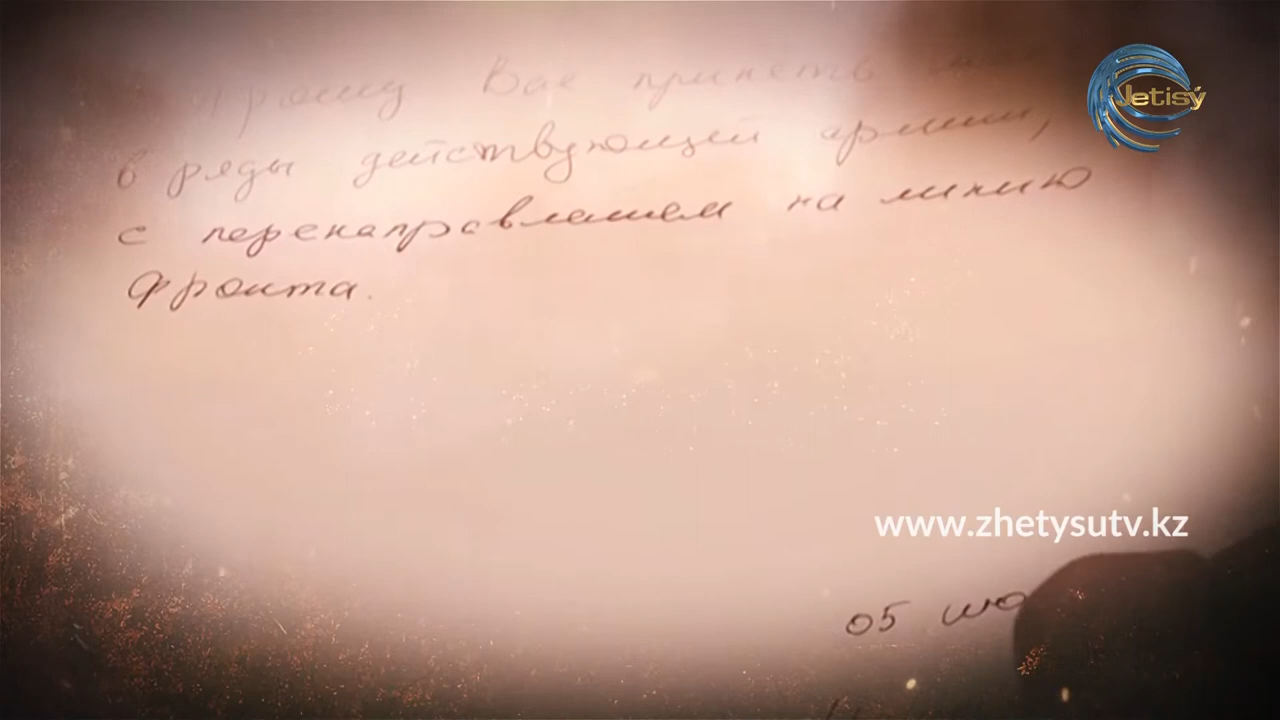 Прошу Вас принять
в ряды действующей армии,
с перенаправлением на линию
фронта.
Jetisý
www.zhetysutv.kz
05